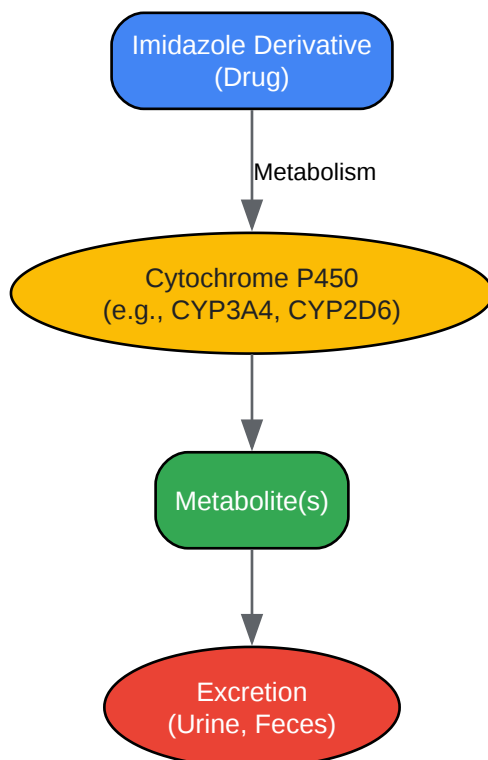 Imidazole Derivative
(Drug)
Metabolism
Cytochrome P450
(e.g., CYP3A4, CYP2D6)
Metabolite(s)
Excretion
(Urine, Feces)